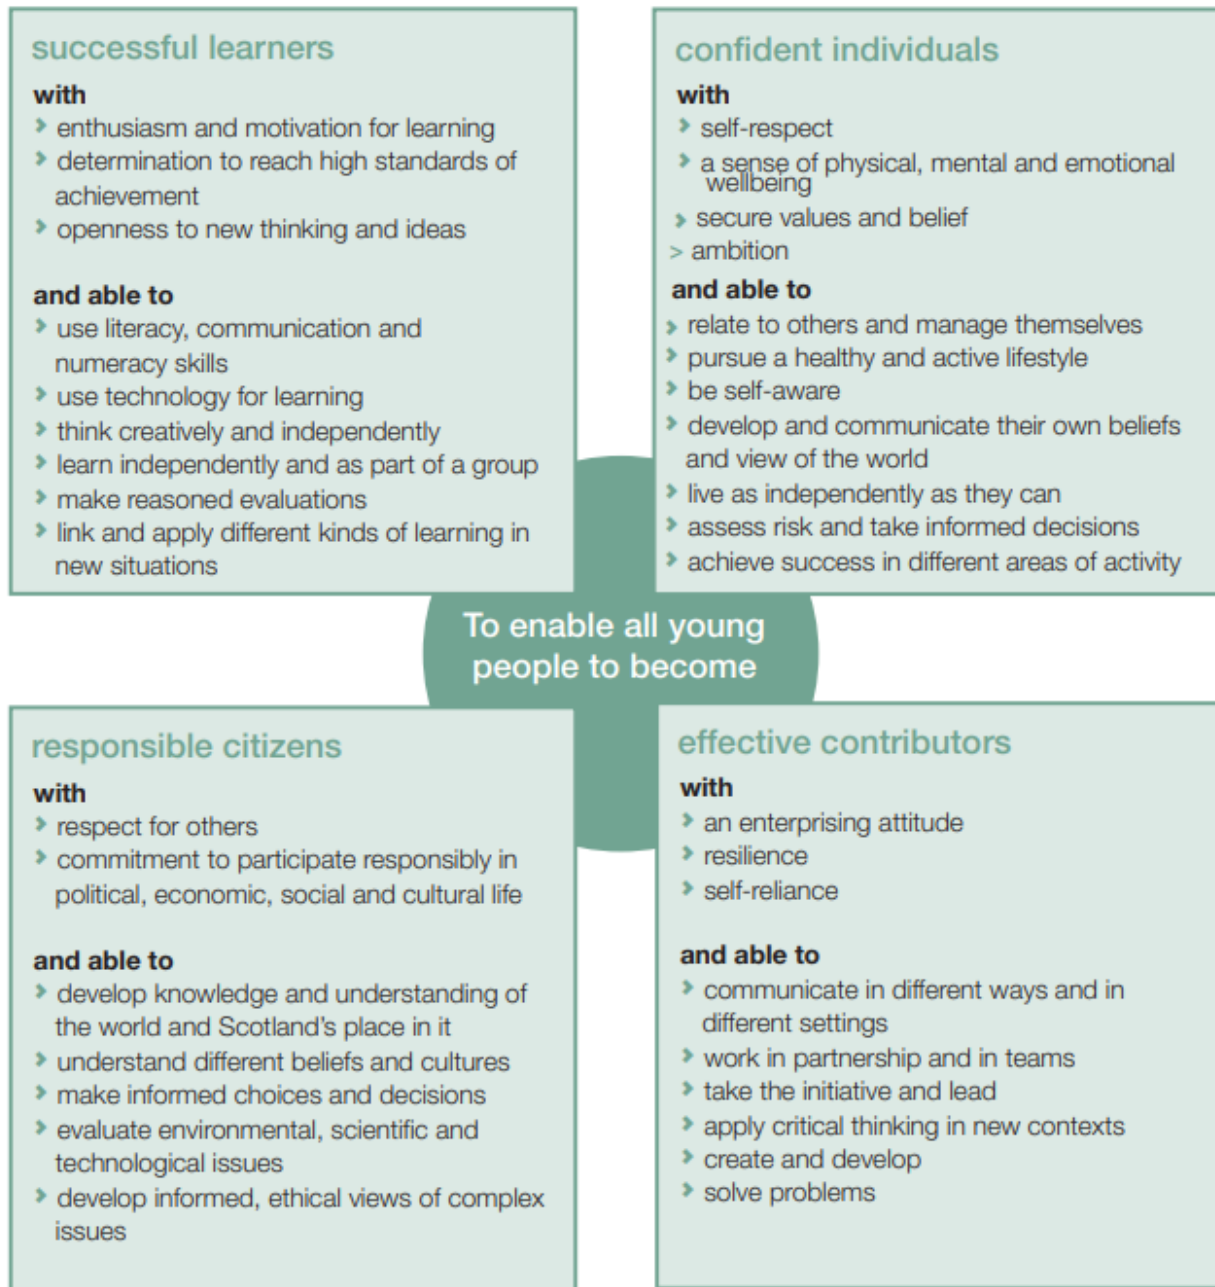 successful learners
with
> enthusiasm and motivation for learning
> determination to reach high standards of
achievement
> openness to new thinking and ideas
and able to
> use literacy, communication and
numeracy skills
> use technology for learning
> think creatively and independently
> learn independently and as part of a group
> make reasoned evaluations
> link and apply different kinds of learning in
new situations
confident individuals
with
> self-respect
> a sense of physical, mental and emotional
wellbeing
> secure values and belief
> ambition
and able to
> relate to others and manage themselves
> pursue a healthy and active lifestyle
> be self-aware
> develop and communicate their own beliefs
and view of the world
> live as independently as they can
> assess risk and take informed decisions
> achieve success in different areas of activity
To enable all young
people to become
responsible citizens
with
> respect for others
> commitment to participate responsibly in
political, economic, social and cultural life
and able to
> develop knowledge and understanding of
the world and Scotland's place in it
> understand different beliefs and cultures
> make informed choices and decisions
> evaluate environmental, scientific and
technological issues
> develop informed, ethical views of complex
issues
effective contributors
with
> an enterprising attitude
> resilience
> self-reliance
and able to
> communicate in different ways and in
different settings
> work in partnership and in teams
> take the initiative and lead
> apply critical thinking in new contexts
> create and develop
> solve problems